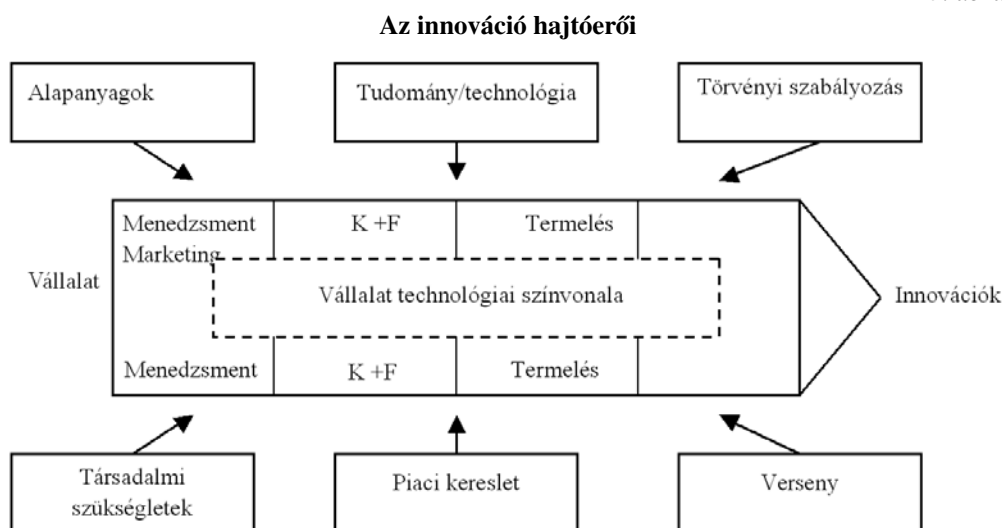 Az innováció hajtóerői
Alapanyagok
Tudomány/technológia
Törvényi szabályozás
Menedzsment
Marketing
K +F
Termelés
Vállalat
Vállalat technológiai színvonala
Innovációk
Menedzsment
K +F
Termelés
Társadalmi
szükségletek
Piaci kereslet
Verseny